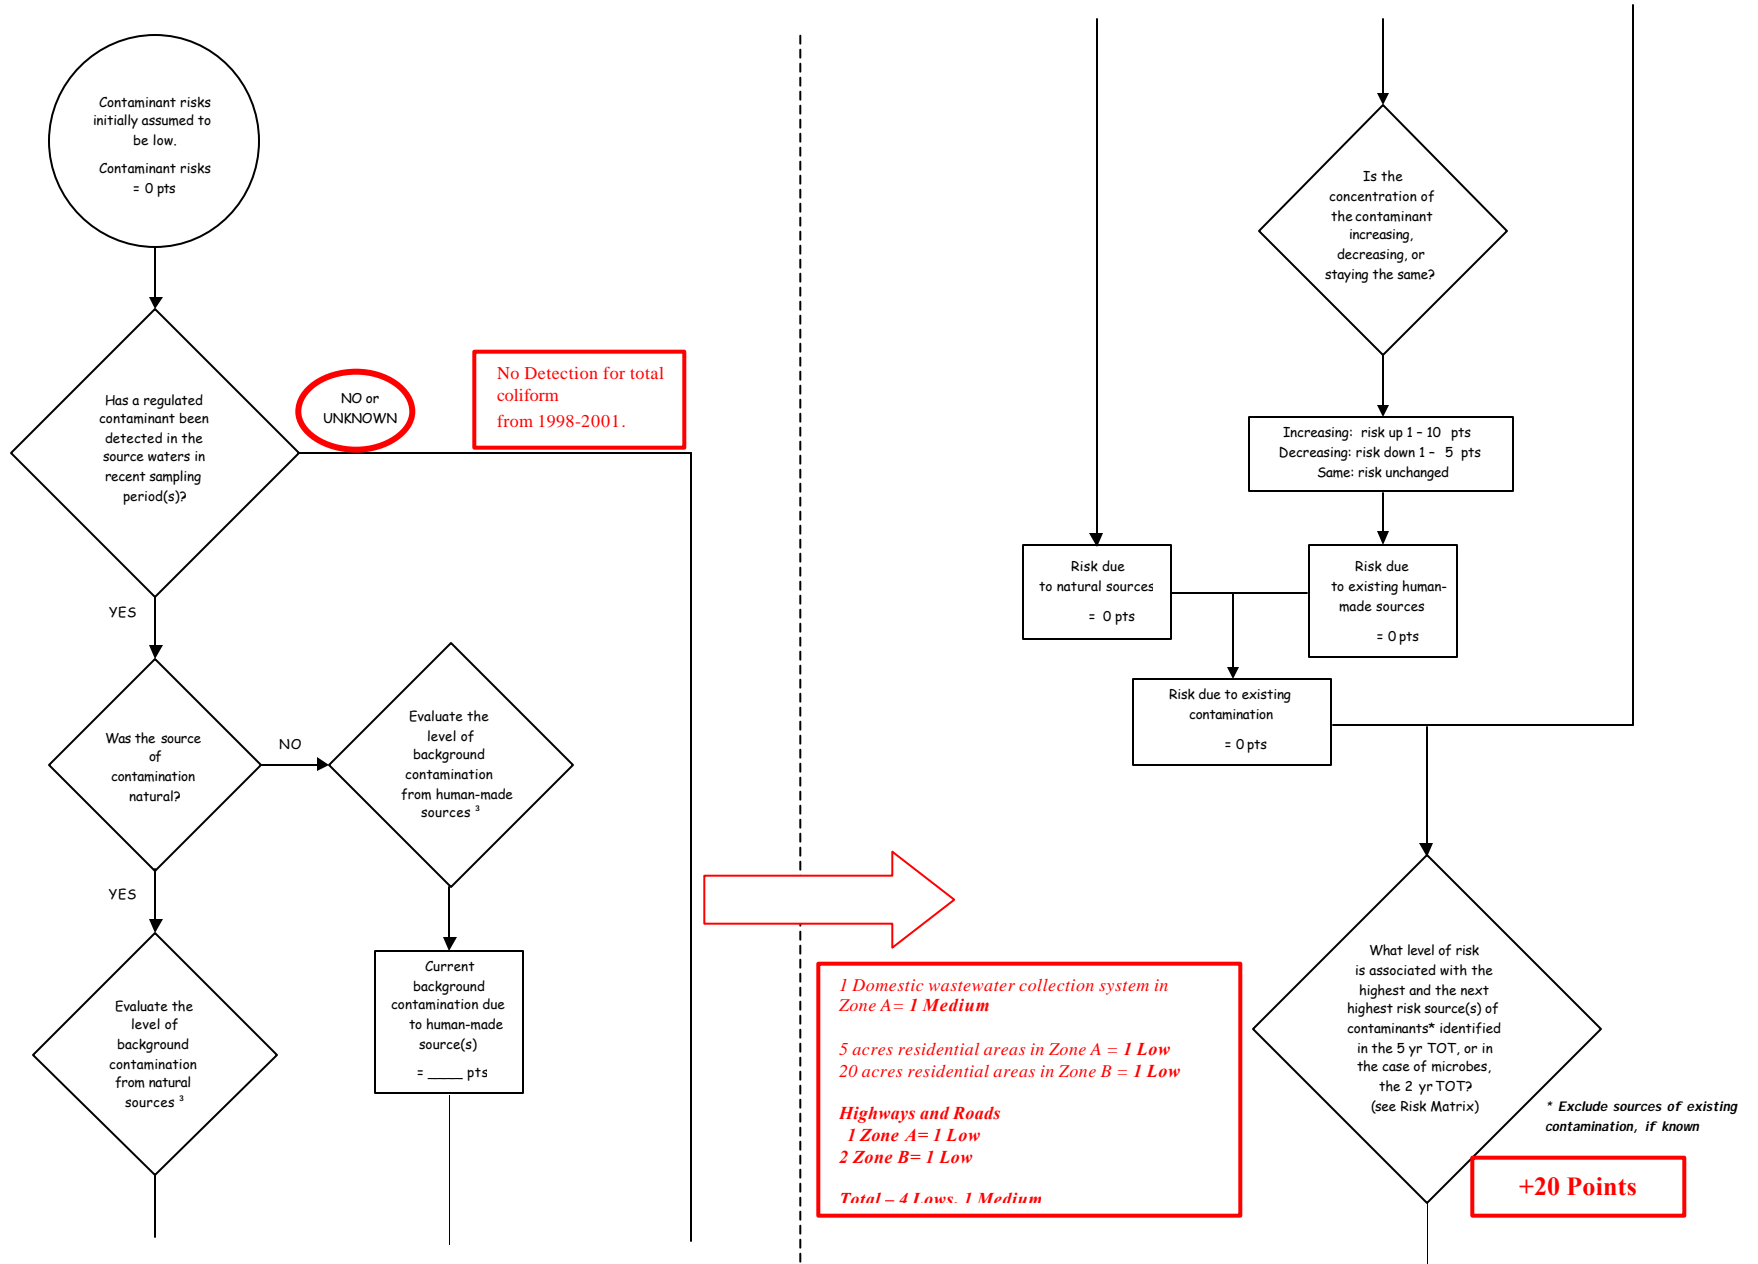 Contaminant risks
initially assumed to
be low.
Contaminant risks
= 0 pts
Has a regulated
contaminant been
detected in the
source waters in
recent sampling
period(s)?
NO or
UNKNOWN
No Detection for total
coliform
from 1998-2001.
YES
Was the source
of
contamination
natural?
NO
Evaluate the
level of
background
contamination
from human-made
sources ³
YES
Evaluate the
level of
background
contamination
from natural
sources ³
Current
background
contamination due
to human-made
source(s)
= ____ pts
Is the
concentration of
the contaminant
increasing,
decreasing, or
staying the same?
Increasing: risk up 1 – 10 pts
Decreasing: risk down 1 – 5 pts
Same: risk unchanged
Risk due
to natural sources
= 0 pts
Risk due
to existing human-
made sources
= 0 pts
Risk due to existing
contamination
= 0 pts
1 Domestic wastewater collection system in
Zone A= 1 Medium
5 acres residential areas in Zone A = 1 Low
20 acres residential areas in Zone B = 1 Low
Highways and Roads
1 Zone A= 1 Low
2 Zone B= 1 Low
Total – 4 Lows, 1 Medium
What level of risk
is associated with the
highest and the next
highest risk source(s) of
contaminants* identified
in the 5 yr TOT, or in
the case of microbes,
the 2 yr TOT?
(see Risk Matrix)
* Exclude sources of existing
contamination, if known
+20 Points